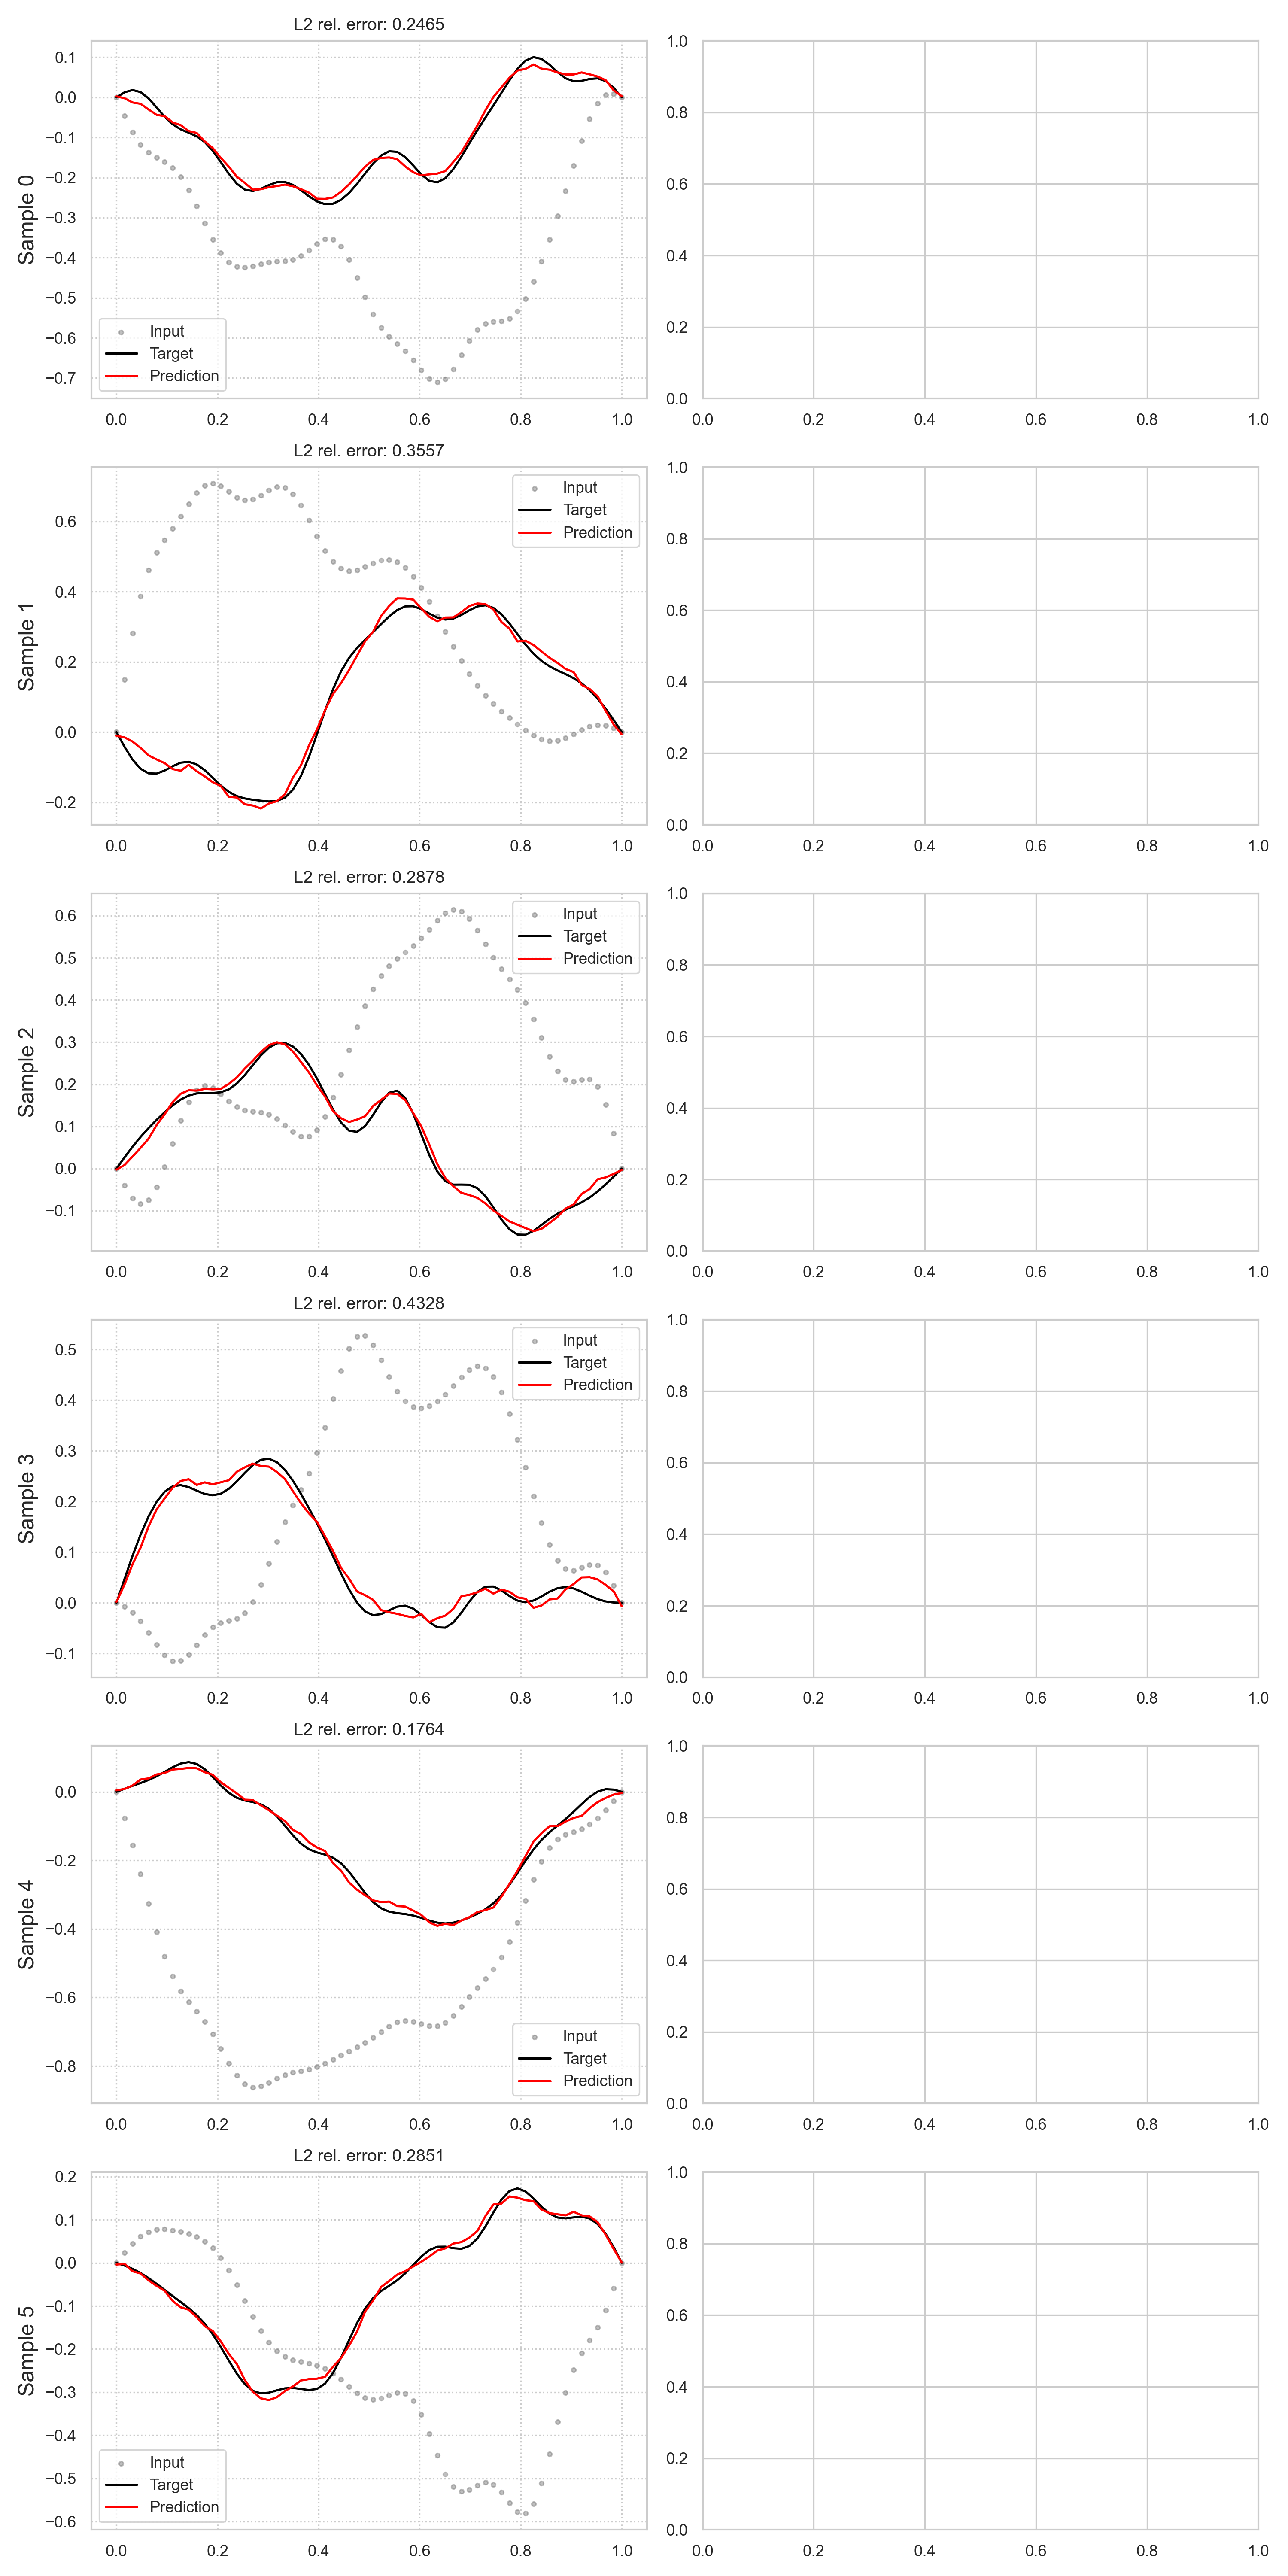 L2 rel. error: 0.2465
Sample 0
0.1
0.0
−0.1
−0.2
−0.3
−0.4
−0.5
−0.6
−0.7
Input
Target
Prediction
0.0 0.2 0.4 0.6 0.8 1.0
1.0
0.8
0.6
0.4
0.2
0.0
0.0 0.2 0.4 0.6 0.8 1.0
L2 rel. error: 0.3557
Sample 1
0.6
0.4
0.2
0.0
−0.2
Input
Target
Prediction
0.0 0.2 0.4 0.6 0.8 1.0
1.0
0.8
0.6
0.4
0.2
0.0
0.0 0.2 0.4 0.6 0.8 1.0
L2 rel. error: 0.2878
Sample 2
0.6
0.5
0.4
0.3
0.2
0.1
0.0
−0.1
Input
Target
Prediction
0.0 0.2 0.4 0.6 0.8 1.0
1.0
0.8
0.6
0.4
0.2
0.0
0.0 0.2 0.4 0.6 0.8 1.0
L2 rel. error: 0.4328
Sample 3
0.5
0.4
0.3
0.2
0.1
0.0
−0.1
Input
Target
Prediction
0.0 0.2 0.4 0.6 0.8 1.0
1.0
0.8
0.6
0.4
0.2
0.0
0.0 0.2 0.4 0.6 0.8 1.0
L2 rel. error: 0.1764
Sample 4
0.0
−0.2
−0.4
−0.6
−0.8
Input
Target
Prediction
0.0 0.2 0.4 0.6 0.8 1.0
1.0
0.8
0.6
0.4
0.2
0.0
0.0 0.2 0.4 0.6 0.8 1.0
L2 rel. error: 0.2851
Sample 5
0.2
0.1
0.0
−0.1
−0.2
−0.3
−0.4
−0.5
−0.6
Input
Target
Prediction
0.0 0.2 0.4 0.6 0.8 1.0
1.0
0.8
0.6
0.4
0.2
0.0
0.0 0.2 0.4 0.6 0.8 1.0